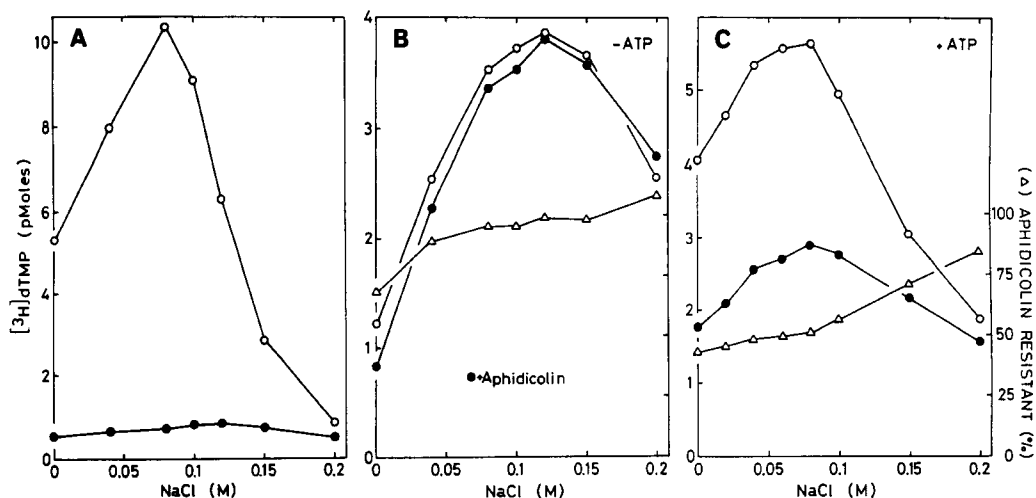 A
10
8
6
4
2
0
[³H]dTMP (pMoles)
0 0.05 0.1 0.15 0.2
NaCl (M)
B
-ATP
4
3
2
1
0
●+Aphidicolin
0 0.05 0.1 0.15 0.2
NaCl (M)
C
+ATP
5
4
3
2
1
0 0.05 0.1 0.15 0.2
NaCl (M)
100
75
50
25
0
(△) APHIDICOLIN RESISTANT (%)